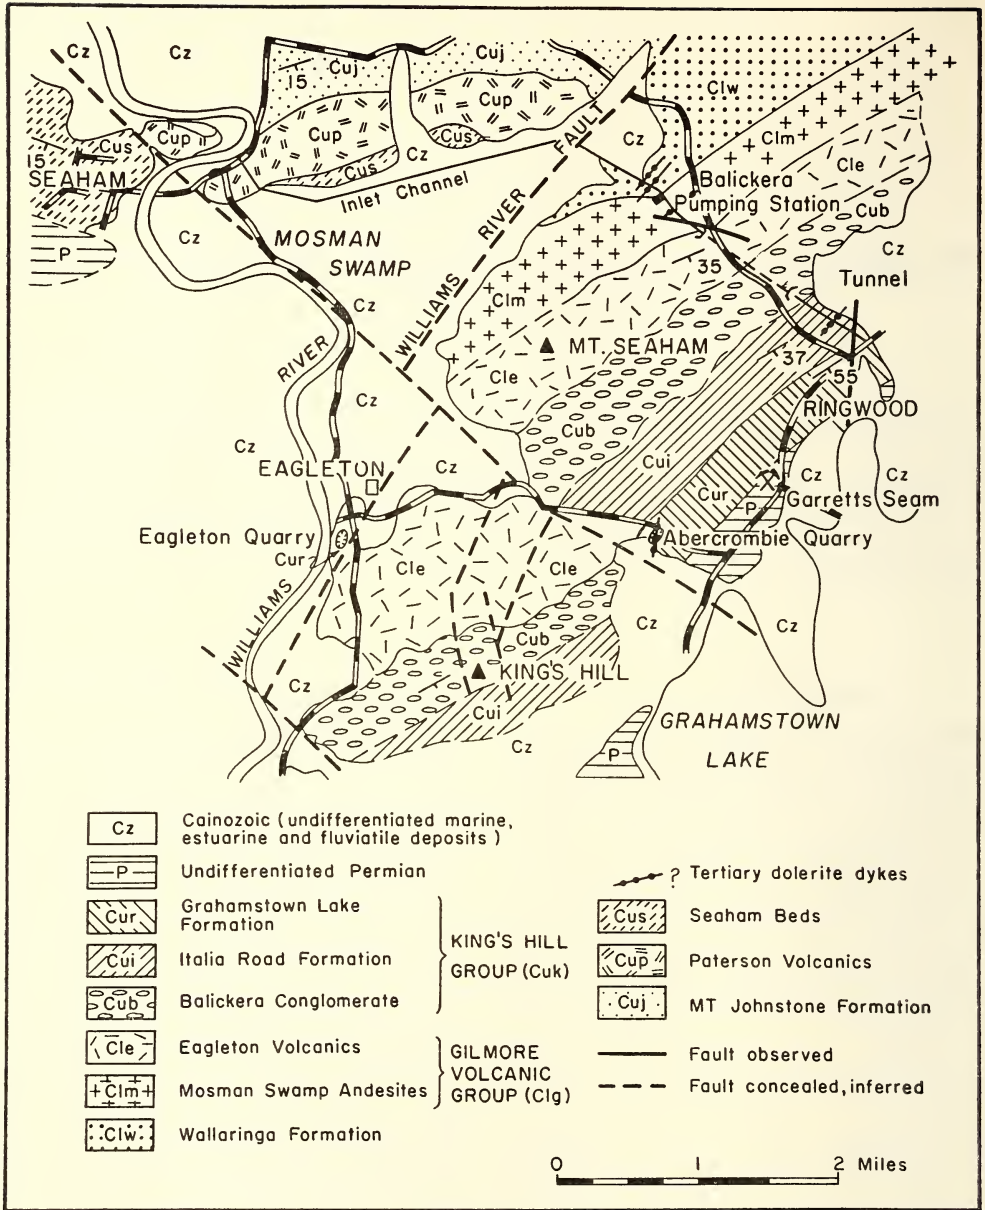 Cz
Cz
Cuj
15
Clw
Cup
Cup
Cup
Cus
Cus
Cz
Cus
FAULT
Cz
Clm
Cle
15
SEAHAM
Inlet Channel
Balickera
Pumping Station
Cub
P
Cz
MOSMAN
SWAMP
RIVER
WILLIAMS
35
Cz
Tunnel
Clm
Cz
MT. SEAHAM
RIVER
37
55
Cle
RINGWOOD
Cz
Cub
Cz
Cui
EAGLETON
Cz
Cz
Cz
Cur
P
Garretts Seam
Eagleton Quarry
Abercrombie Quarry
Cur
Cle
WILLIAMS
Cz
Cz
Cub
Cz
KING'S HILL
Cui
Cz
P
GRAHAMSTOWN
LAKE
Cz
Cainozoic (undifferentiated marine,
estuarine and fluviatile deposits)
P
Undifferentiated Permian
Cur
Grahamstown Lake
Formation
Cui
Italia Road Formation
Cub
Balickera Conglomerate
KING'S HILL
GROUP (Cuk)
Cle
Eagleton Volcanics
Clm
Mosman Swamp Andesites
GILMORE
VOLCANIC
GROUP (Clg)
Clw
Wallaringa Formation
? Tertiary dolerite dykes
Cus
Seaham Beds
Cup
Paterson Volcanics
Cuj
MT Johnstone Formation
Fault observed
Fault concealed, inferred
0 1 2 Miles